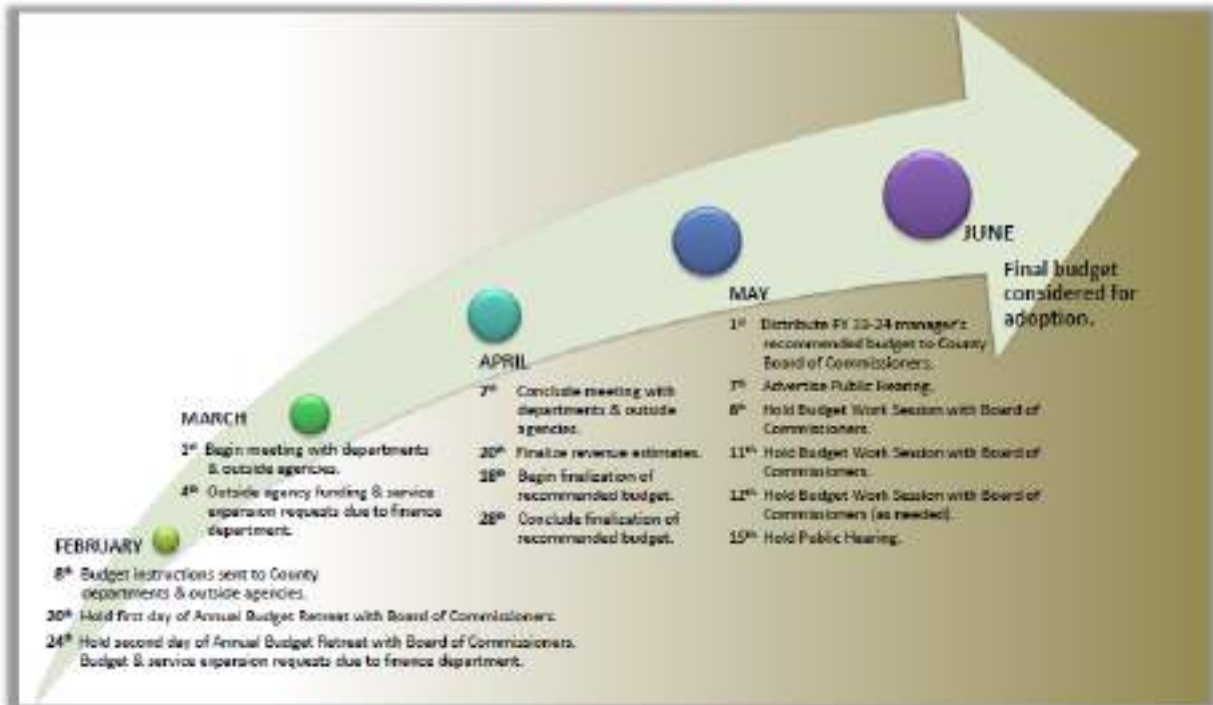 FEBRUARY
8th Budget instructions sent to County
departments & outside agencies.
Hold first day of Annual Budget Retreat with Board of Commissioners.
24th Hold second day of Annual Budget Retreat with Board of Commissioners.
Budget & service expansion requests due to finance department.
MARCH
1st Begin meeting with departments
& outside agencies.
4th Outside agency funding & service
expansion requests due to finance
department.
APRIL
7th Conclude meeting with
departments & outside
agencies.
Finalize revenue estimates.
Begin finalization of
recommended budget.
28th Conclude finalization of
recommended budget.
MAY
1st Distribute FY manager's
recommended budget to County
Board of Commissioners.
Advertise Public Hearing.
8th Hold Budget Work Session with Board of
Commissioners.
11th Hold Budget Work Session with Board of
Commissioners.
12th Hold Budget Work Session with Board of
Commissioners (as needed).
15th Hold Public Hearing.
JUNE
Final budget
considered for
adoption.